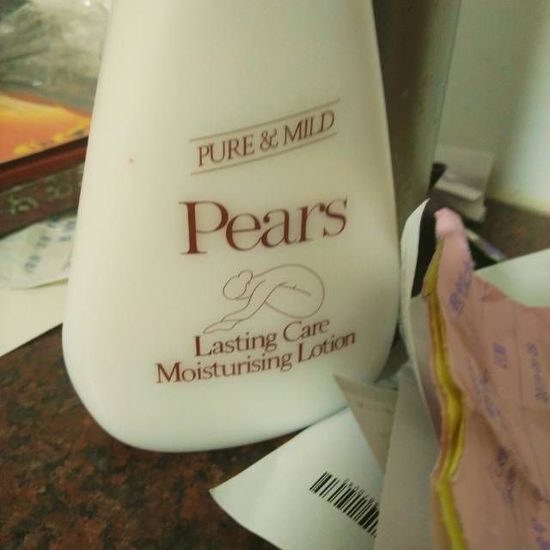 PURE & MILD
Pears
Lasting Care
Moisturising Lotion